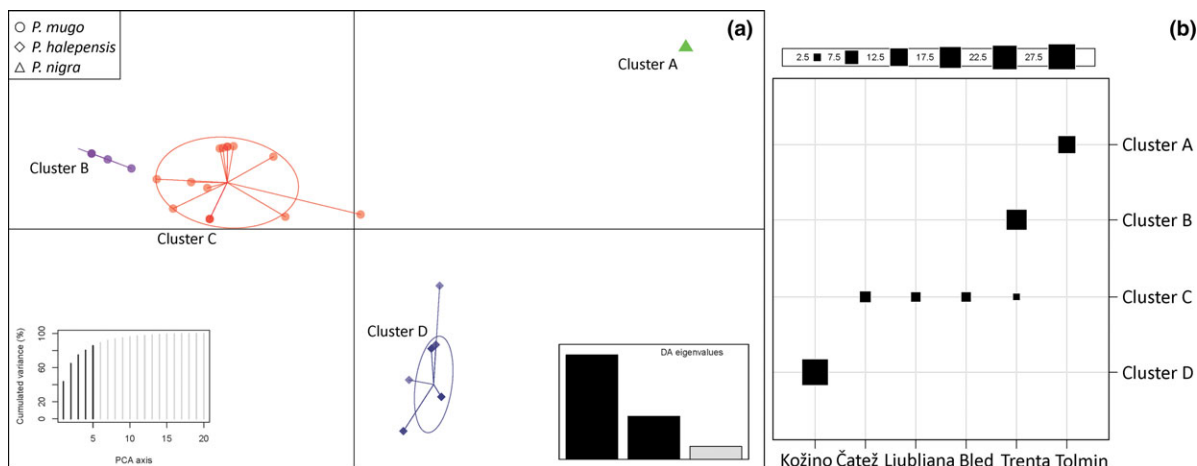 P. mugo
P. halepensis
P. nigra
(a)
Cluster A
Cluster B
Cluster C
Cluster D
Cumulated variance (%)
100
60
20
0
5 10 15 20
PCA axis
DA eigenvalues
(b)
2.5 7.5 12.5 17.5 22.5 27.5
Cluster A
Cluster B
Cluster C
Cluster D
Kožino Čatež Ljubljana Bled Trenta Tolmin